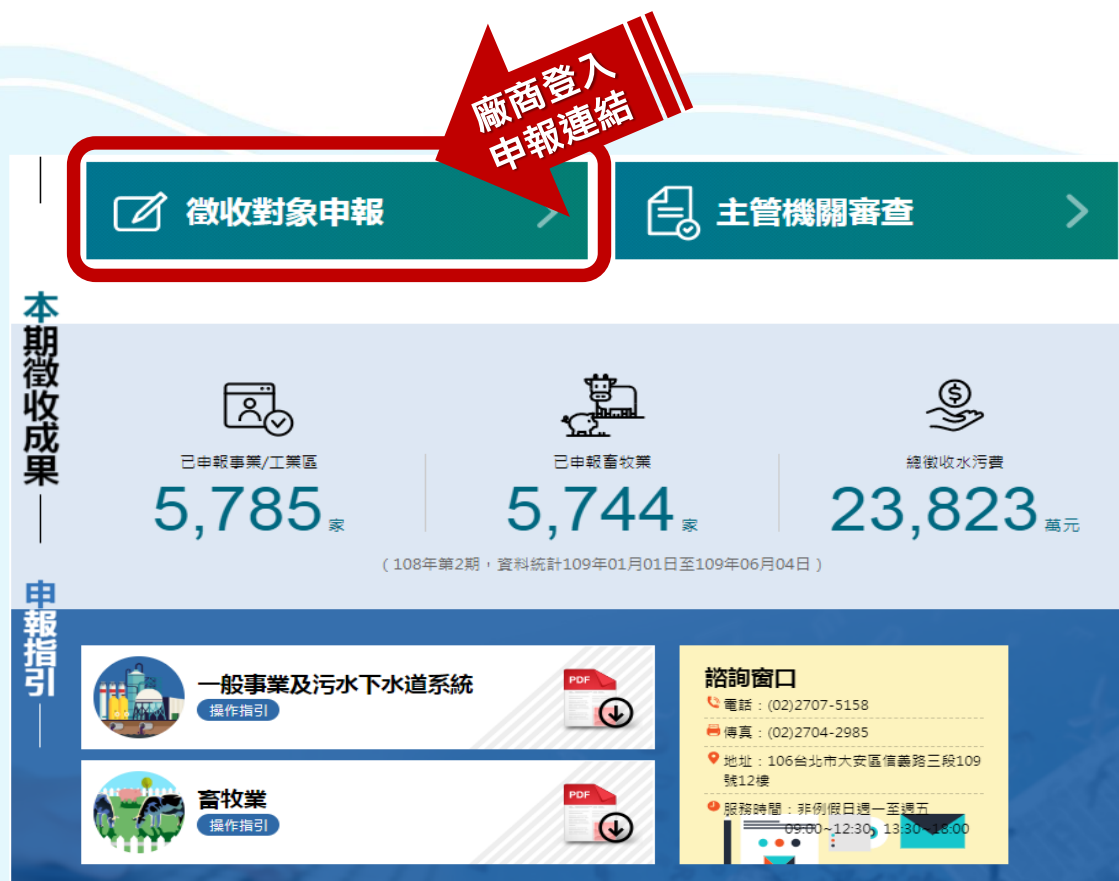 廠商登入
申報連結
徵收對象申報
主管機關審查
本期徵收成果
已申報事業/工業區
5,785家
已申報畜牧業
5,744家
總徵收水污費
23,823萬元
(108年第2期,資料統計109年01月01日至109年06月04日)
申報指引
一般事業及污水下水道系統
操作指引
PDF
畜牧業
操作指引
PDF
諮詢窗口
電話:(02)2707-5158
傳真:(02)2704-2985
地址:106台北市大安區信義路三段109
號12樓
服務時間:非例假日週一至週五
09:00~12:30, 13:30~18:00